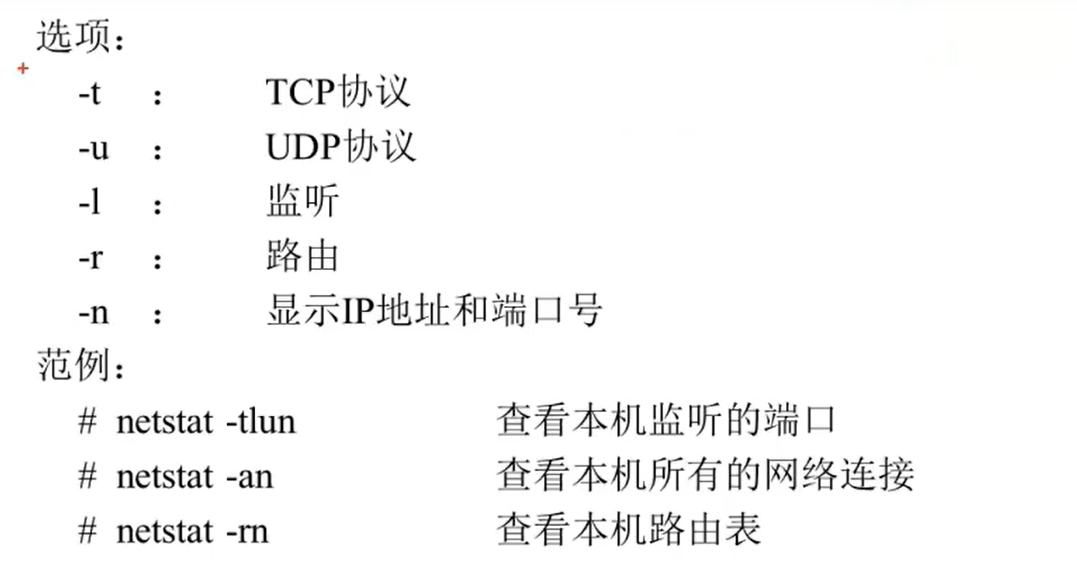 选项：
-t ： TCP协议
-u ： UDP协议
-l ： 监听
-r ： 路由
-n ： 显示IP地址和端口号
范例：
# netstat -tlun 查看本机监听的端口
# netstat -an 查看本机所有的网络连接
# netstat -rn 查看本机路由表